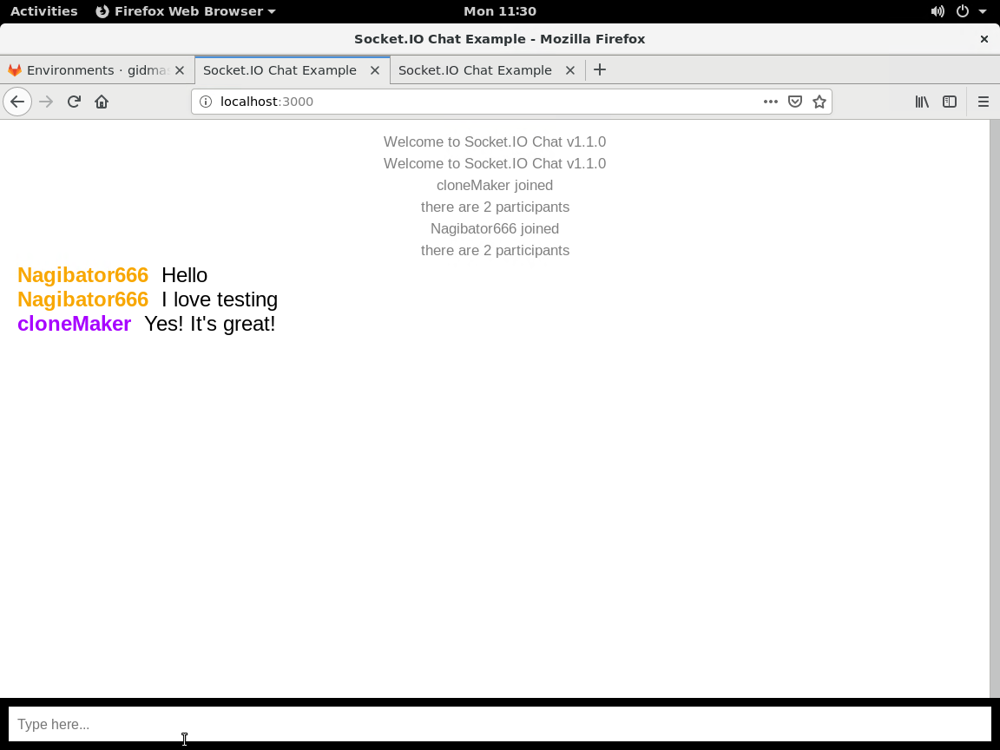 Activities Firefox Web Browser Mon 11:30
Socket.IO Chat Example - Mozilla Firefox
Environments · gidma Socket.IO Chat Example Socket.IO Chat Example
localhost:3000
Welcome to Socket.IO Chat v1.1.0
Welcome to Socket.IO Chat v1.1.0
cloneMaker joined
there are 2 participants
Nagibator666 joined
there are 2 participants
Nagibator666 Hello
Nagibator666 I love testing
cloneMaker Yes! It's great!
Type here...